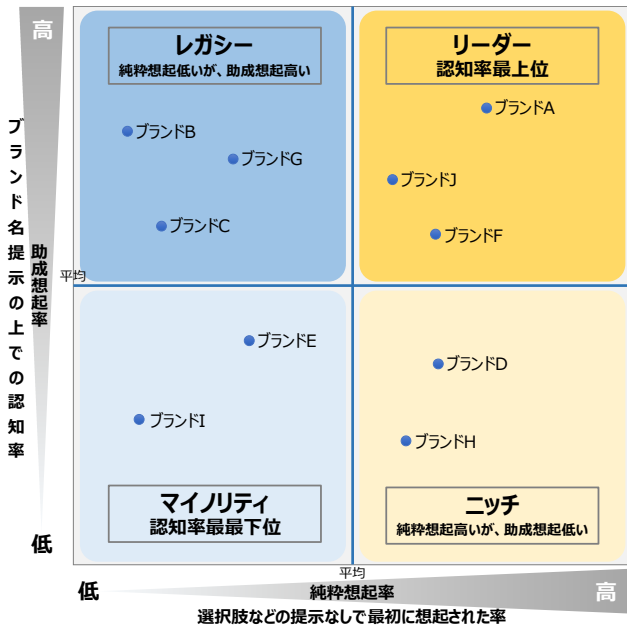 高
ブランド名提示の上での認知率
助成想起率
低
レガシー
純粋想起低いが、助成想起高い
ブランドB
ブランドG
ブランドC
リーダー
認知率最上位
ブランドA
ブランドJ
ブランドF
平均
ブランドE
ブランドI
マイノリティ
認知率最最下位
ブランドD
ブランドH
ニッチ
純粋想起高いが、助成想起低い
平均
低
純粋想起率
高
選択肢などの提示なしで最初に想起された率